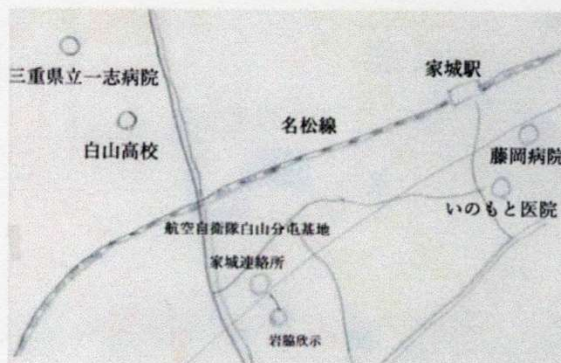 三重県立一志病院
家城駅
名松線
白山高校
藤岡病院
いのもと医院
航空自衛隊白山分屯基地
家城連絡所
岩脇欣示